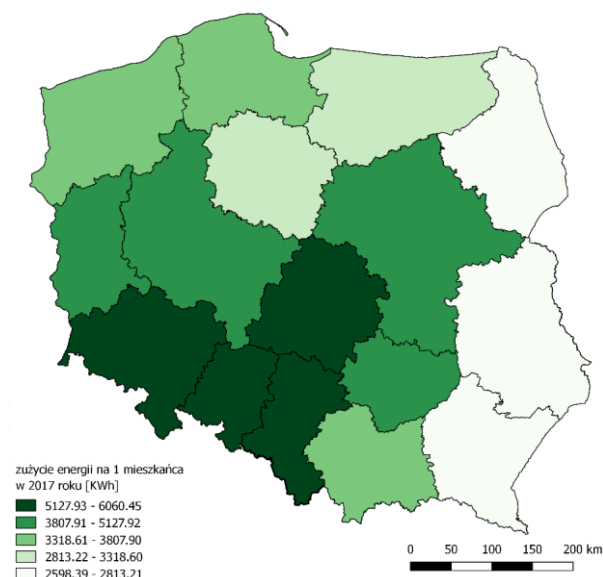 zużycie energii na 1 mieszkańca
w 2017 roku [KWh]
5127.93 - 6060.45
3807.91 - 5127.92
3318.61 - 3807.90
2813.22 - 3318.60
2598.39 - 2813.21
0 50 100 150 200 km